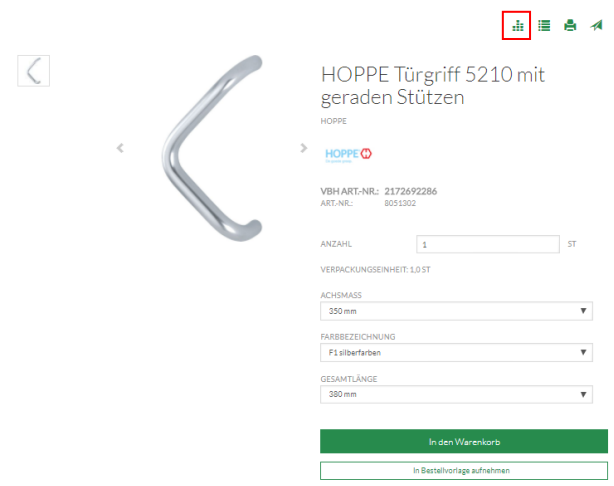 HOPPE Türgriff 5210 mit
geraden Stützen
HOPPE
HOPPE
VBH ART.-NR.: 2172692286
ART.-NR.: 8051302
ANZAHL 1 ST
VERPACKUNGSEINHEIT: 1,0 ST
ACHSMASS
350 mm
FARBBEZEICHNUNG
F1 silberfarben
GESAMTLÄNGE
380 mm
In den Warenkorb
In Bestellvorlage aufnehmen